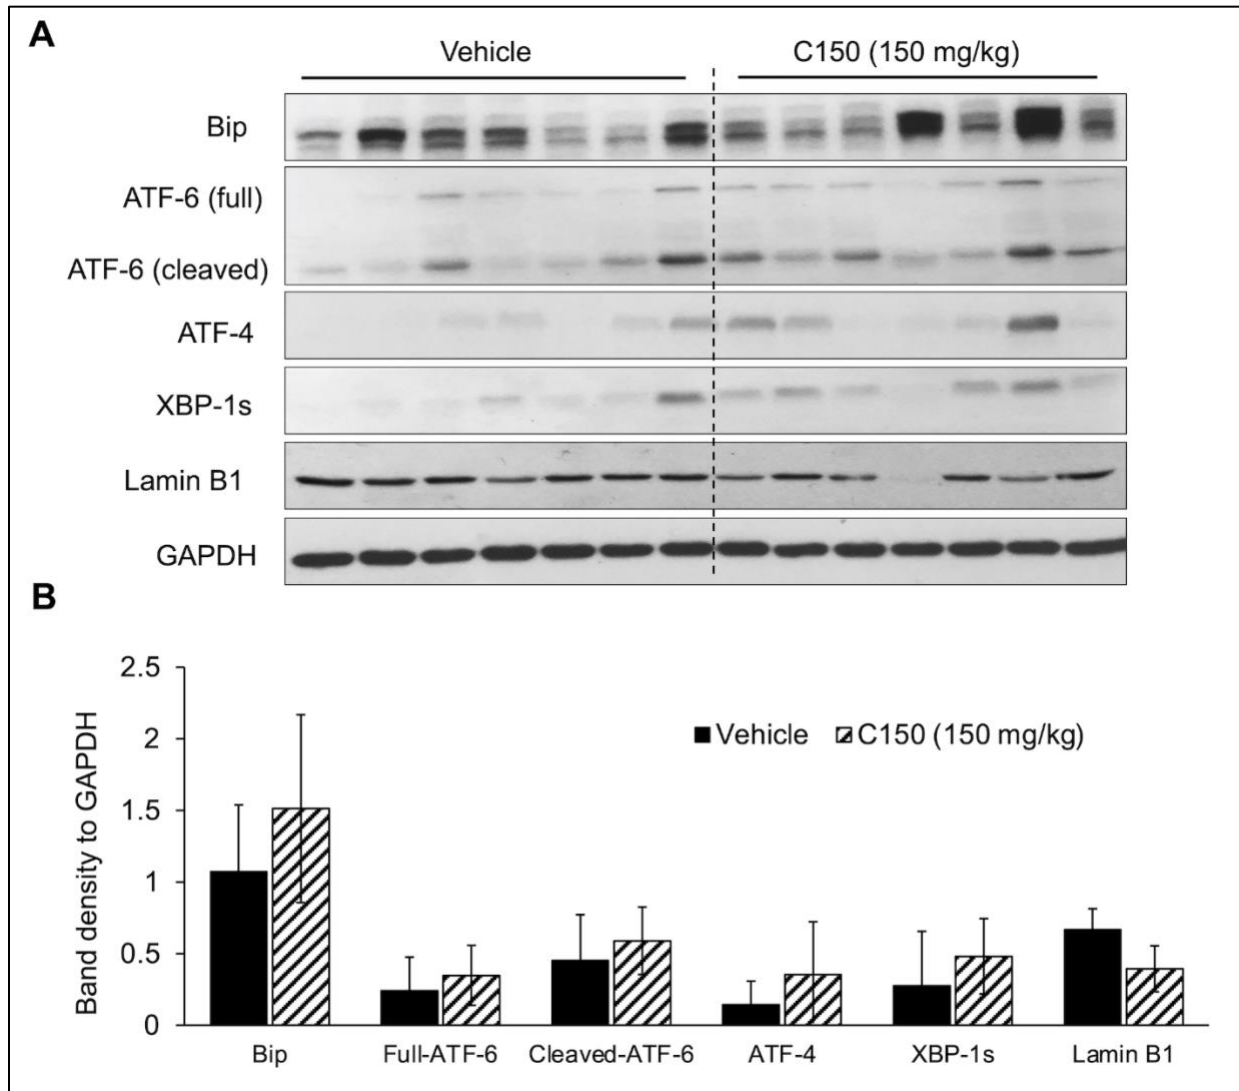 A
Vehicle
C150 (150 mg/kg)
Bip
ATF-6 (full)
ATF-6 (cleaved)
ATF-4
XBP-1s
Lamin B1
GAPDH
B
Band density to GAPDH
2.5
2
1.5
1
0.5
0
Vehicle
C150 (150 mg/kg)
Bip
Full-ATF-6
Cleaved-ATF-6
ATF-4
XBP-1s
Lamin B1